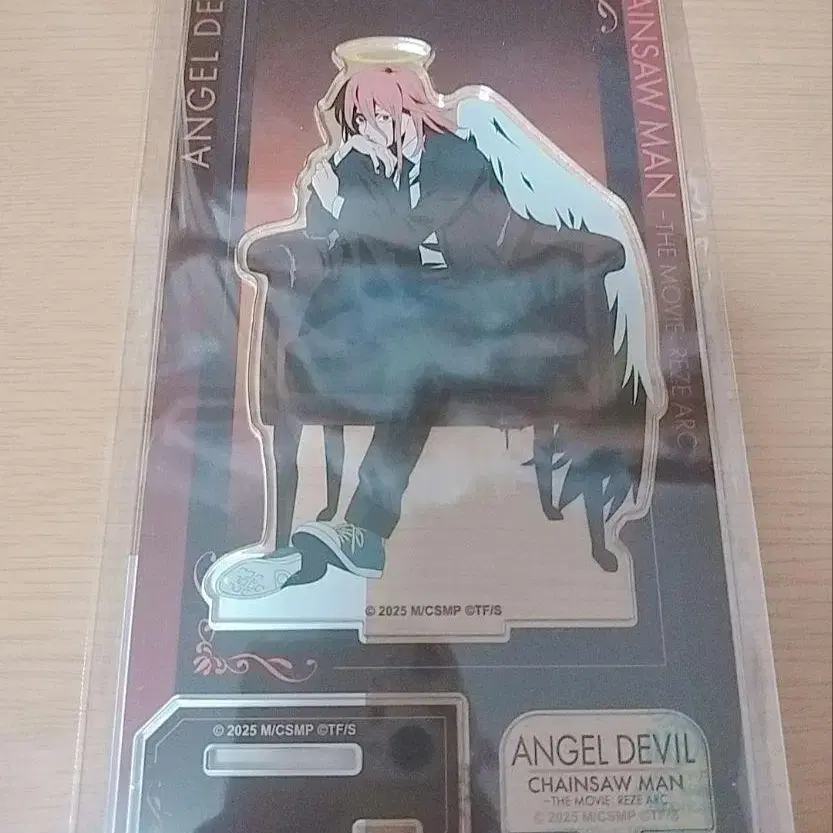 ANGEL DE
AINSAW MAN -THE MOVIE: REZE ARC
© 2025 M/CSMP ©TF/S
© 2025 M/CSMP ©TF/S
ANGEL DEVIL
CHAINSAW MAN
-THE MOVIE: REZE ARC
© 2025 M/CSMP ©TF/S